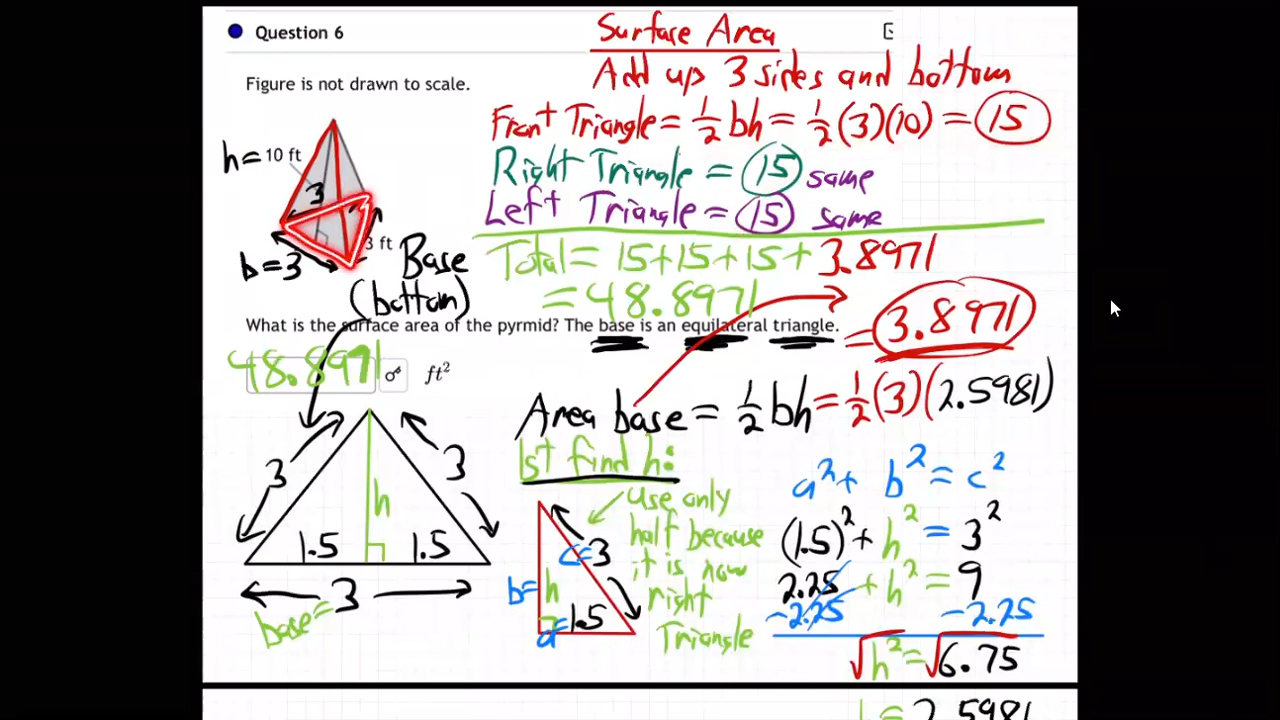 Question 6
Surface Area
Figure is not drawn to scale.
Add up 3 sides and bottom
Front Triangle = 1/2 bh = 1/2 (3)(10) = 15
h = 10 ft
3
Right Triangle = 15 same
Left Triangle = 15 same
3 ft
b = 3
Base
(bottom)
Total = 15+15+15+ 3.8971
= 48.8971
What is the surface area of the pyrmid? The base is an equilateral triangle.
= 3.8971
48.8971
ft²
Area base = 1/2 bh = 1/2 (3)(2.5981)
1st find h:
3
3
h
1.5
1.5
base = 3
use only
half because
it is now
right
Triangle
c=3
b=
h
a=1.5
a² + b² = c²
(1.5)² + h² = 3²
2.25 + h² = 9
-2.25 -2.25
√h² = √6.75
2.5981